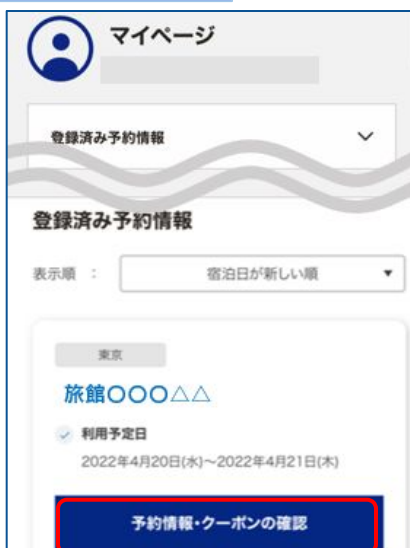 マイページ
登録済み予約情報
登録済み予約情報
表示順 : 宿泊日が新しい順 ▼
東京
旅館〇〇〇△△
利用予定日
2022年4月20日(水)~2022年4月21日(木)
予約情報・クーポンの確認